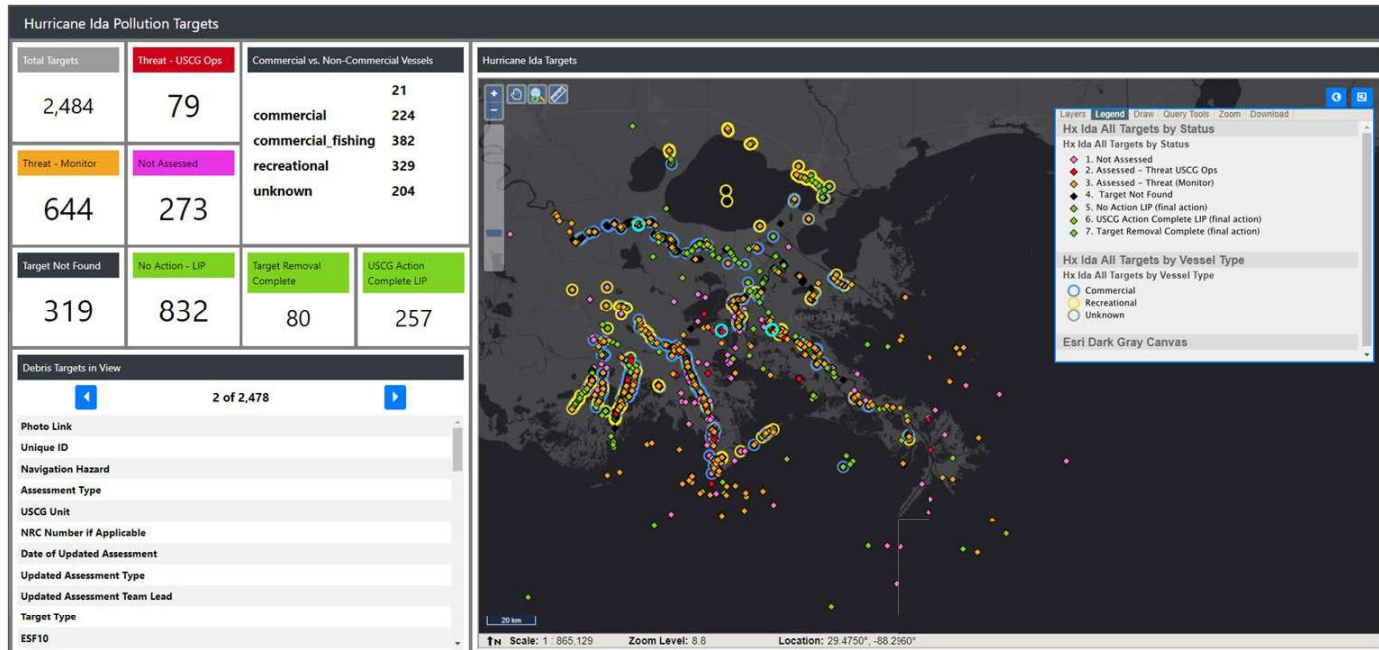 Hurricane Ida Pollution Targets
Total Targets
2,484
Threat - USCG Ops
79
Threat - Monitor
644
Not Assessed
273
Target Not Found
319
No Action - LIP
832
Target Removal
Complete
80
USCG Action
Complete LIP
257
Commercial vs. Non-Commercial Vessels
21
commercial 224
commercial_fishing 382
recreational 329
unknown 204
Debris Targets in View
2 of 2,478
Photo Link
Unique ID
Navigation Hazard
Assessment Type
USCG Unit
NRC Number if Applicable
Date of Updated Assessment
Updated Assessment Type
Updated Assessment Team Lead
Target Type
ESF10
Hurricane Ida Targets
+
−
Layers Legend Draw Query Tools Zoom Download
Hx Ida All Targets by Status
Hx Ida All Targets by Status
1. Not Assessed
2. Assessed - Threat USCG Ops
3. Assessed - Threat (Monitor)
4. Target Not Found
5. No Action LIP (final action)
6. USCG Action Complete LIP (final action)
7. Target Removal Complete (final action)
Hx Ida All Targets by Vessel Type
Hx Ida All Targets by Vessel Type
Commercial
Recreational
Unknown
Esri Dark Gray Canvas
20 km
N Scale: 1 : 865,129 Zoom Level: 8.8 Location: 29.4750°, -88.2960°